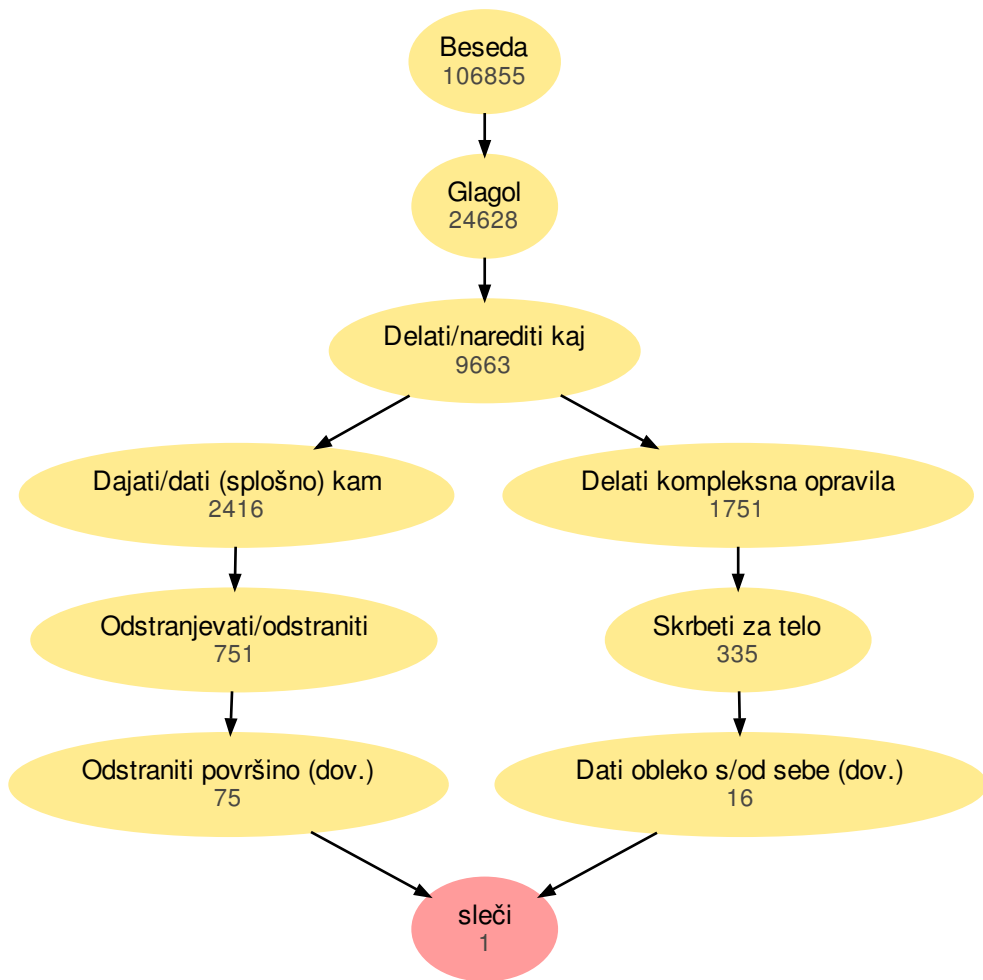 Beseda
106855
Glagol
24628
Delati/narediti kaj
9663
Dajati/dati (splošno) kam
2416
Delati kompleksna opravila
1751
Odstranjevati/odstraniti
751
Skrbeti za telo
335
Odstraniti površino (dov.)
75
Dati obleko s/od sebe (dov.)
16
sleči
1